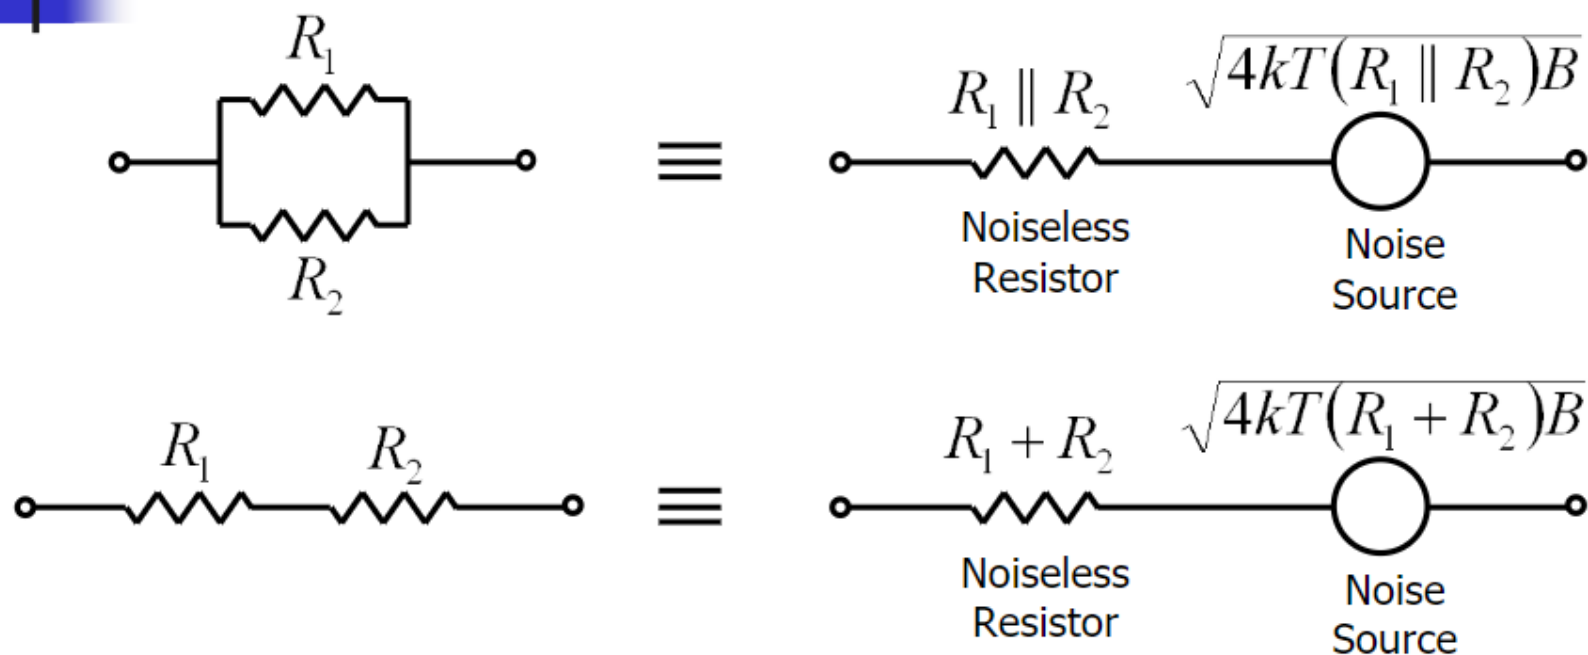 R₁
R₂
≡
R₁ ∥ R₂
√4kT(R₁ ∥ R₂)B
Noiseless
Resistor
Noise
Source
R₁
R₂
≡
R₁ + R₂
√4kT(R₁ + R₂)B
Noiseless
Resistor
Noise
Source